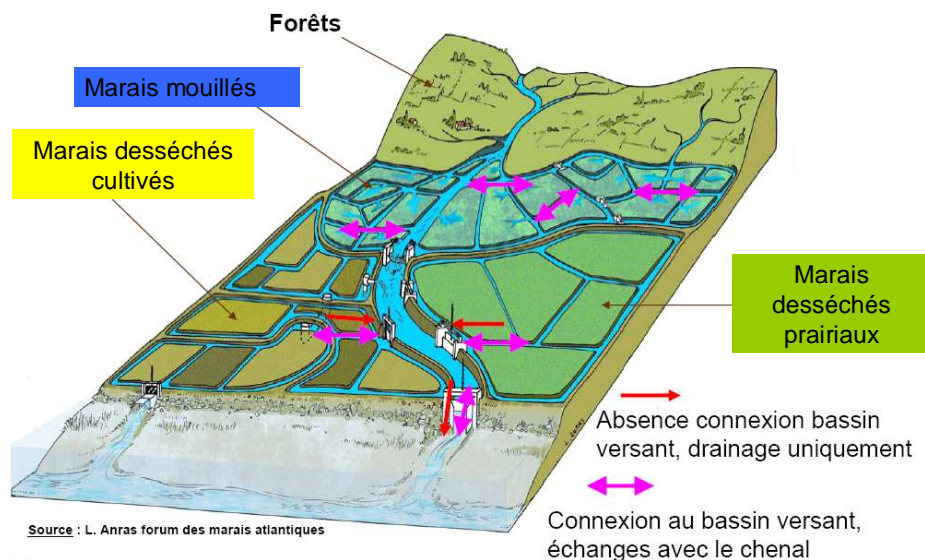 Forêts
Marais mouillés
Marais desséchés
cultivés
Marais
desséchés
prairiaux
Absence connexion bassin
versant, drainage uniquement
Connexion au bassin versant,
échanges avec le chenal
Source : L. Anras forum des marais atlantiques